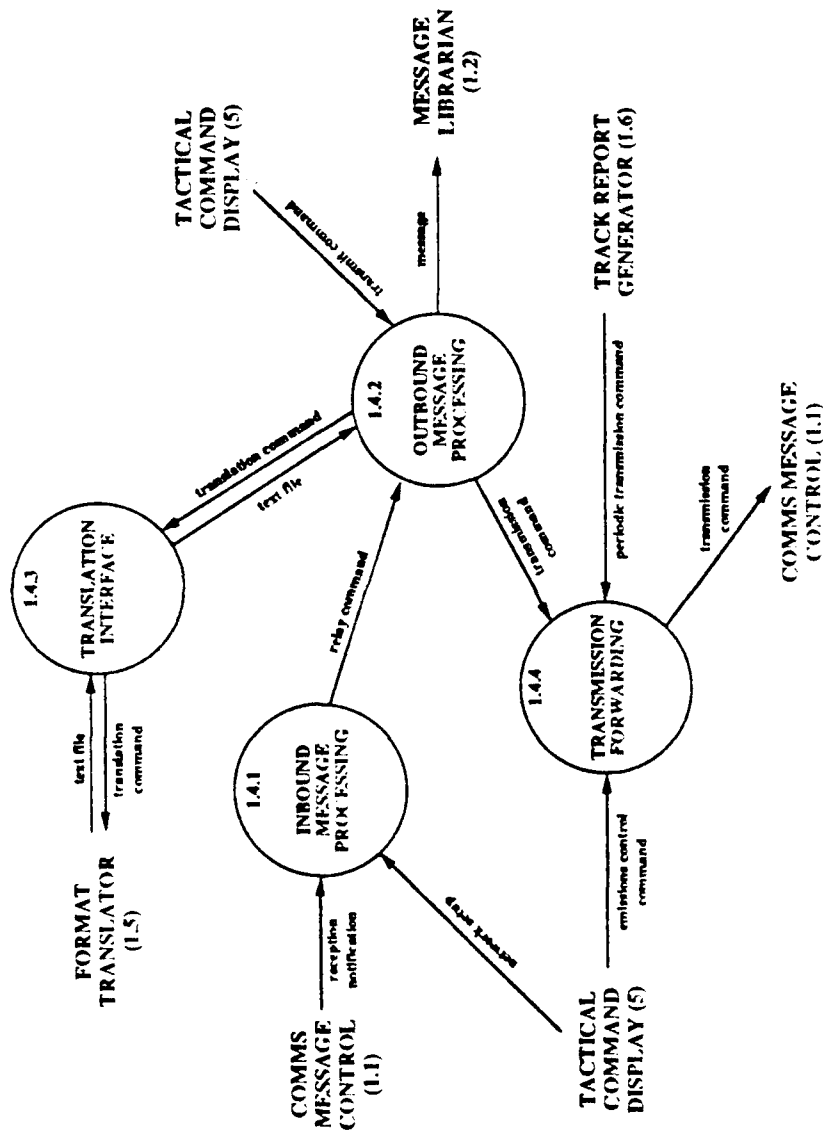 FORMAT
TRANSLATOR
(1.5)
text file
translation
command
1.4.3
TRANSLATION
INTERFACE
translation command
text file
TACTICAL
COMMAND
DISPLAY (5)
transmit command
COMMS
MESSAGE
CONTROL
(1.1)
reception
notification
1.4.1
INBOUND
MESSAGE
PROCESSING
relay command
1.4.2
OUTBOUND
MESSAGE
PROCESSING
message
MESSAGE
LIBRARIAN
(1.2)
network setup
transmission
command
TACTICAL
COMMAND
DISPLAY (5)
emissions control
command
1.4.4
TRANSMISSION
FORWARDING
periodic transmission command
TRACK REPORT
GENERATOR (1.6)
transmission
command
COMMS MESSAGE
CONTROL (1.1)